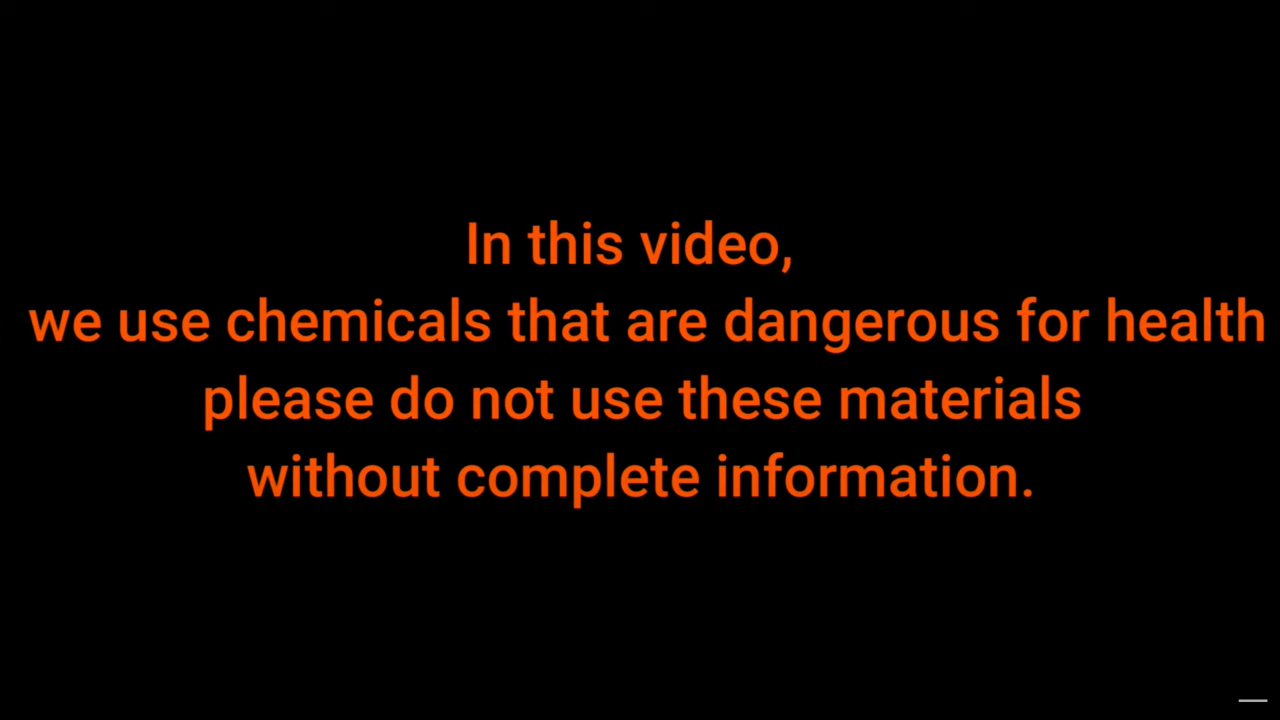 In this video,
we use chemicals that are dangerous for health
please do not use these materials
without complete information.